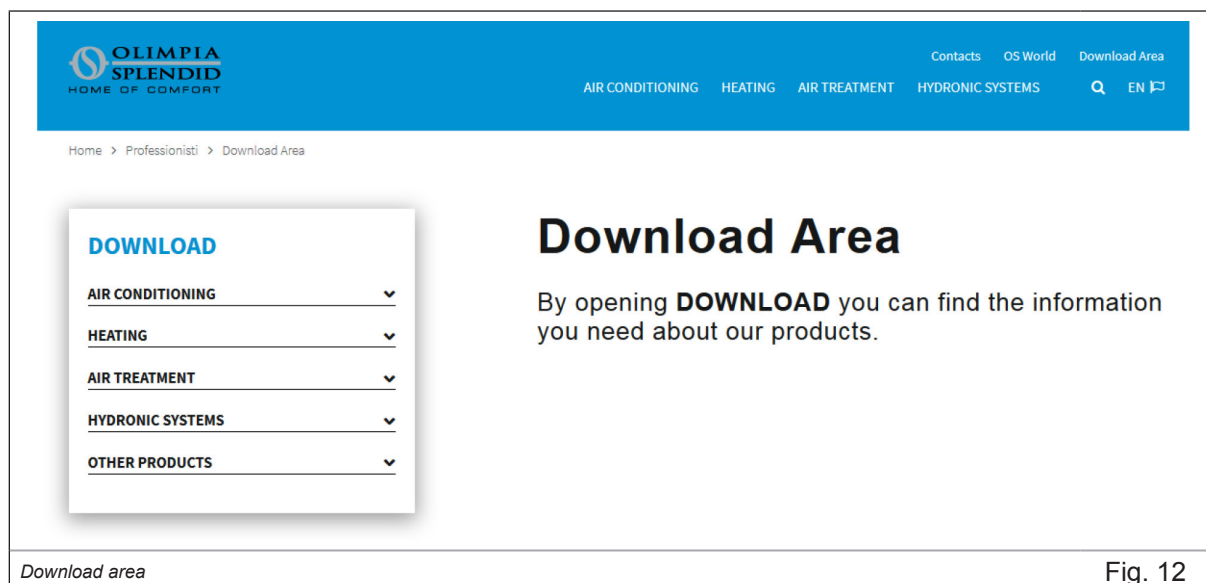 OLIMPIA
SPLENDID
HOME OF COMFORT
Contacts OS World Download Area
AIR CONDITIONING HEATING AIR TREATMENT HYDRONIC SYSTEMS EN
Home > Professionisti > Download Area
DOWNLOAD
AIR CONDITIONING
HEATING
AIR TREATMENT
HYDRONIC SYSTEMS
OTHER PRODUCTS
Download Area
By opening DOWNLOAD you can find the information
you need about our products.
Download area
Fig. 12